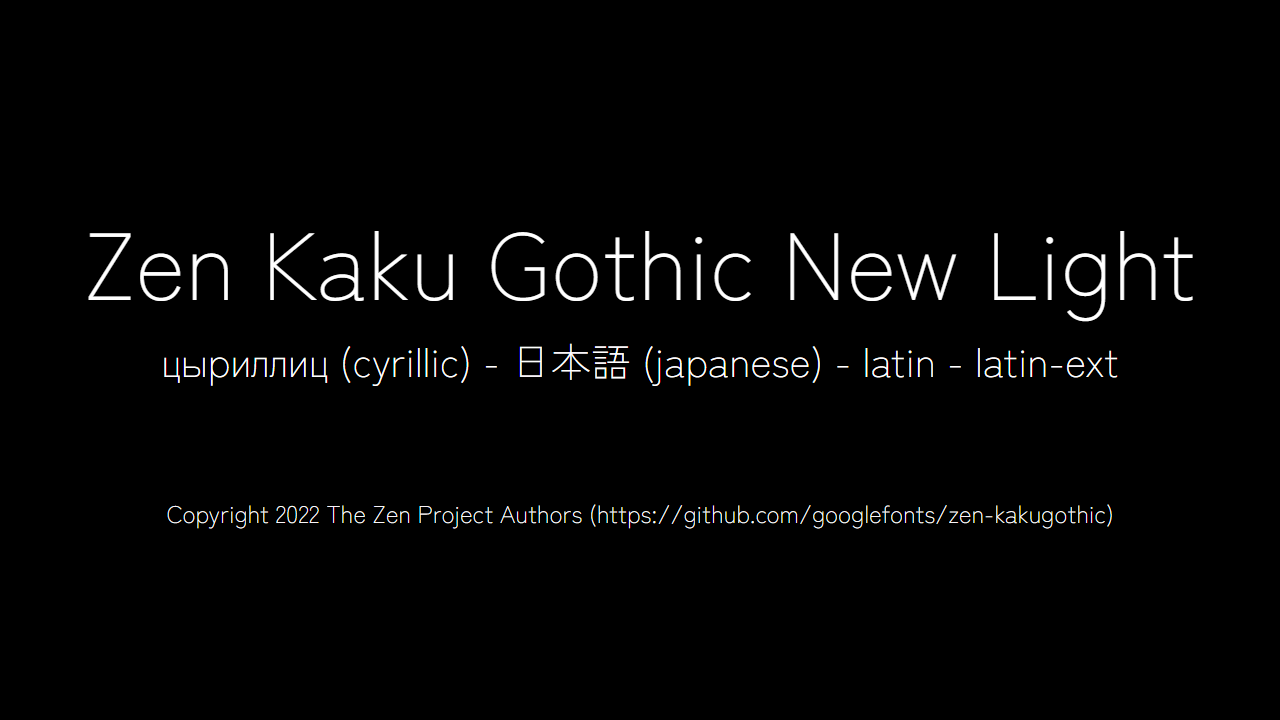 Zen Kaku Gothic New Light
цыриллиц (cyrillic) - 日本語 (japanese) - latin - latin-ext
Copyright 2022 The Zen Project Authors (https://github.com/googlefonts/zen-kakugothic)